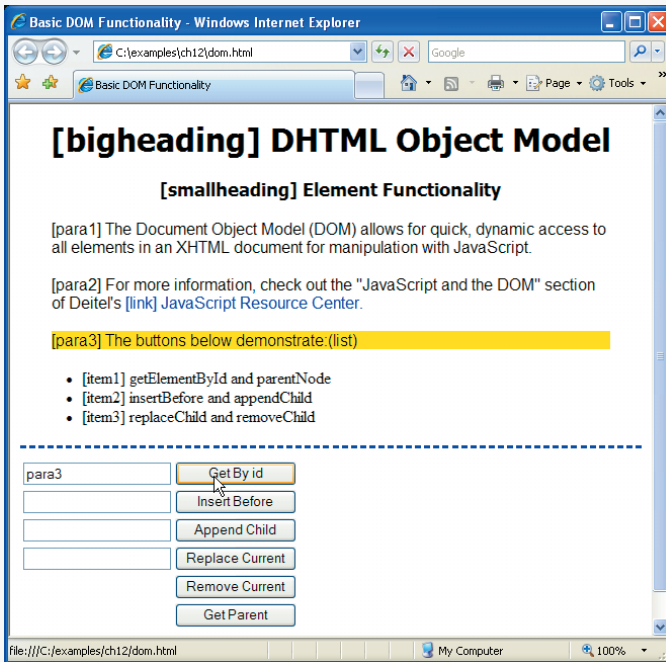 Basic DOM Functionality - Windows Internet Explorer
C:\examples\ch12\dom.html
Google
Basic DOM Functionality
Page
Tools
»
[bigheading] DHTML Object Model
[smallheading] Element Functionality
[para1] The Document Object Model (DOM) allows for quick, dynamic access to
all elements in an XHTML document for manipulation with JavaScript.
[para2] For more information, check out the "JavaScript and the DOM" section
of Deitel's [link] JavaScript Resource Center.
[para3] The buttons below demonstrate:(list)
• [item1] getElementById and parentNode
• [item2] insertBefore and appendChild
• [item3] replaceChild and removeChild
para3 Get By id
Insert Before
Append Child
Replace Current
Remove Current
Get Parent
file:///C:/examples/ch12/dom.html My Computer 100%